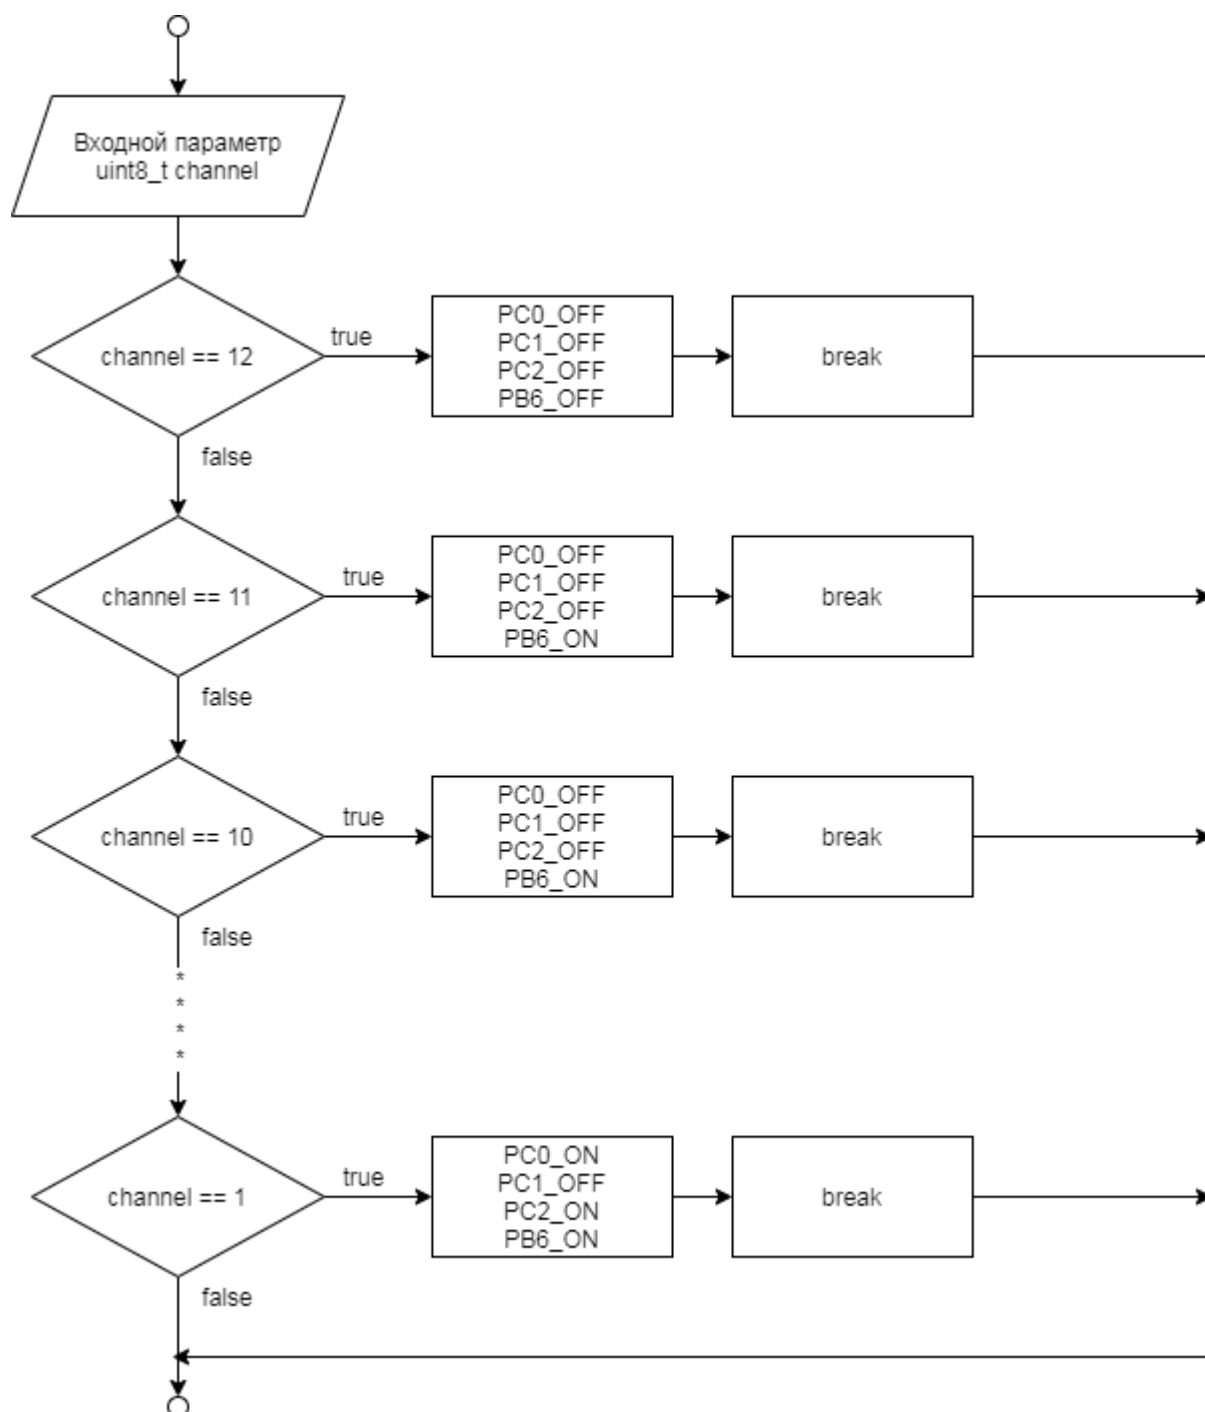 Входной параметр
uint8_t channel
channel == 12
true
PC0_OFF
PC1_OFF
PC2_OFF
PB6_OFF
break
false
channel == 11
true
PC0_OFF
PC1_OFF
PC2_OFF
PB6_ON
break
false
channel == 10
true
PC0_OFF
PC1_OFF
PC2_OFF
PB6_ON
break
false
*
*
*
*
channel == 1
true
PC0_ON
PC1_OFF
PC2_ON
PB6_ON
break
false